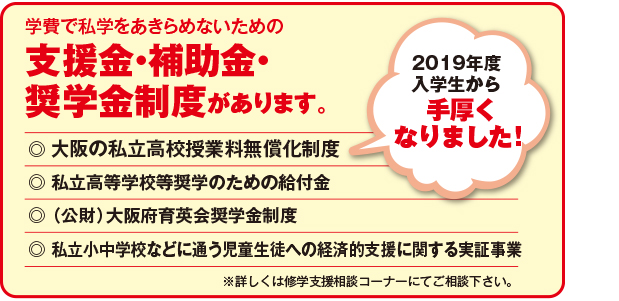 学費で私学をあきらめないための
支援金・補助金・
奨学金制度があります。
2019年度
入学生から
手厚く
なりました！
◎ 大阪の私立高校授業料無償化制度
◎ 私立高等学校等奨学のための給付金
◎（公財）大阪府育英会奨学金制度
◎ 私立小中学校などに通う児童生徒への経済的支援に関する実証事業
※詳しくは修学支援相談コーナーにてご相談下さい。